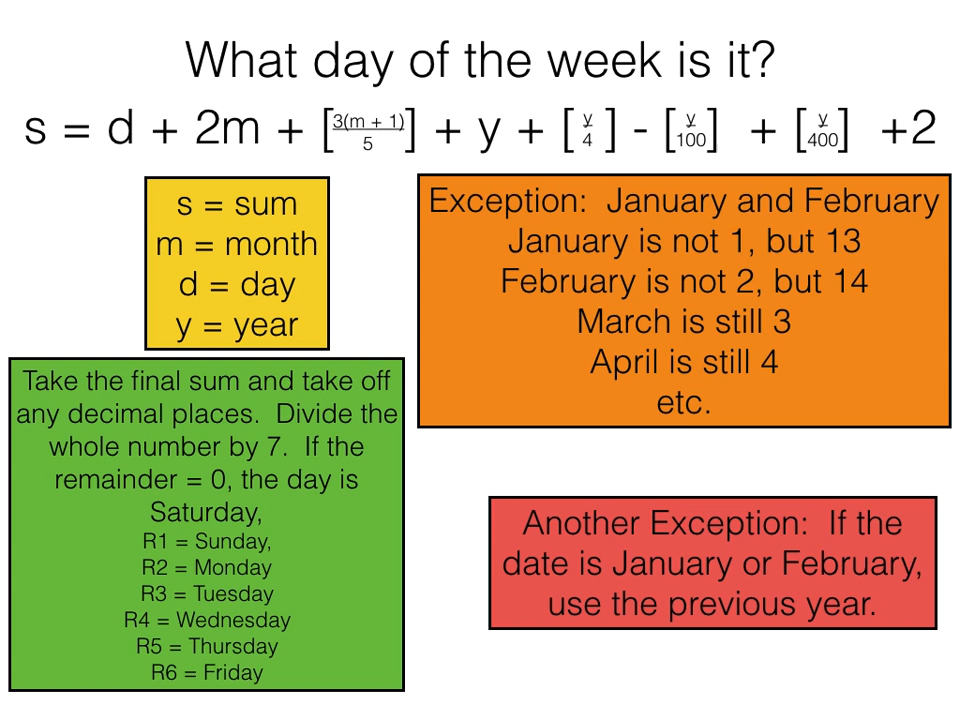 What day of the week is it?
s = d + 2m + [3(m + 1)/5] + y + [y/4] - [y/100] + [y/400] +2
s = sum
m = month
d = day
y = year
Exception: January and February
January is not 1, but 13
February is not 2, but 14
March is still 3
April is still 4
etc.
Take the final sum and take off
any decimal places. Divide the
whole number by 7. If the
remainder = 0, the day is
Saturday,
R1 = Sunday,
R2 = Monday
R3 = Tuesday
R4 = Wednesday
R5 = Thursday
R6 = Friday
Another Exception: If the
date is January or February,
use the previous year.